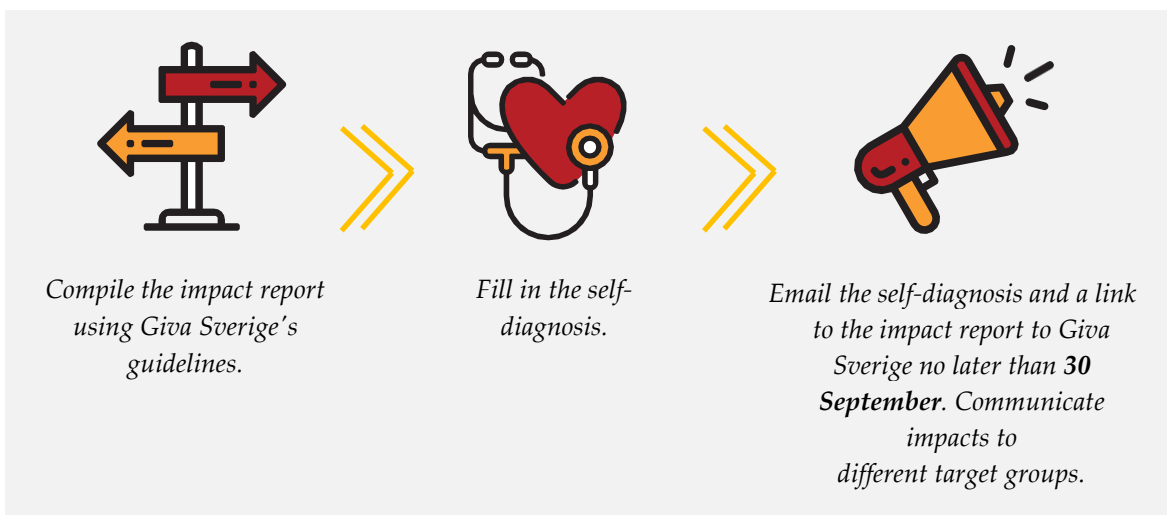 Compile the impact report
using Giva Sverige's
guidelines.
Fill in the self-
diagnosis.
Email the self-diagnosis and a link
to the impact report to Giva
Sverige no later than 30
September. Communicate
impacts to
different target groups.